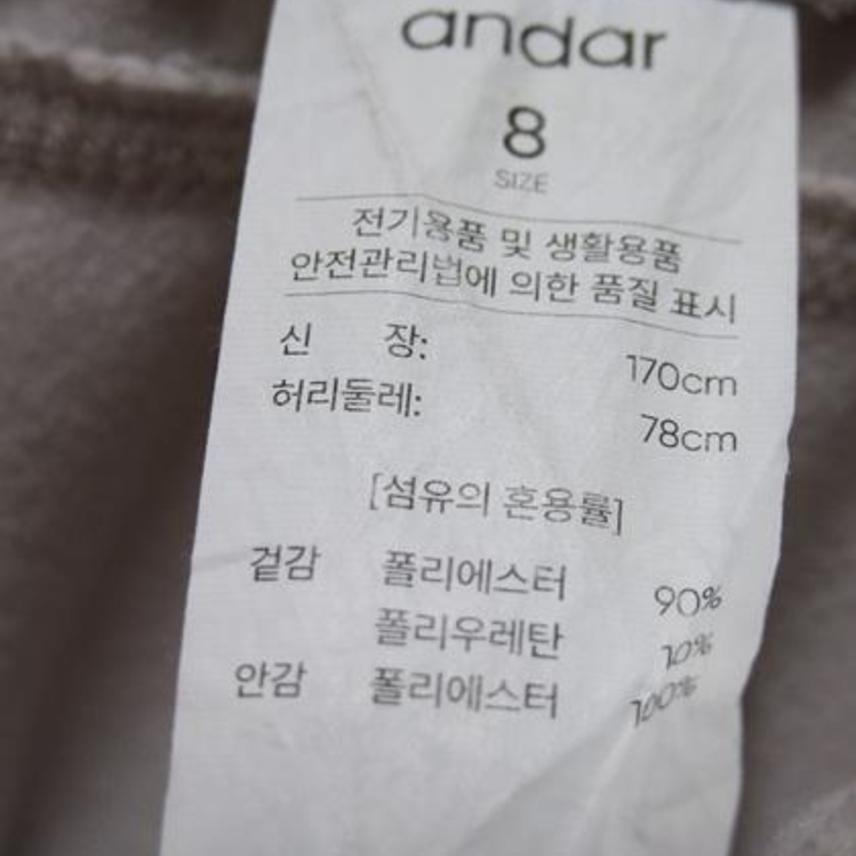 andar
8
SIZE
전기용품 및 생활용품
안전관리법에 의한 품질 표시
신 장: 170cm
허리둘레: 78cm
[섬유의 혼용률]
겉감 폴리에스터 90%
폴리우레탄 10%
안감 폴리에스터 100%